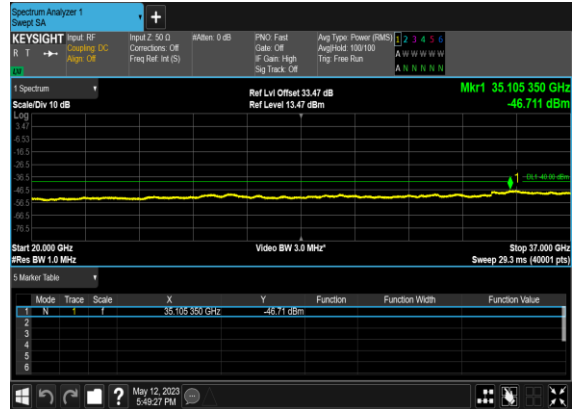 Spectrum Analyzer 1
Swept SA
KEYSIGHT Input: RF Input Z: 50 Ω #Atten: 0 dB PNO: Fast Avg Type: Power (RMS) 1 2 3 4 5 6
R T Coupling: DC Corrections: Off Gate: Off Avg|Hold: 100/100 A W W W W W
Align: Off Freq Ref: Int (S) IF Gain: High Trig: Free Run
Sig Track: Off A N N N N N
1 Spectrum Ref Lvl Offset 33.47 dB Mkr1 35.105 350 GHz
Scale/Div 10 dB Ref Level 13.47 dBm -46.711 dBm
Log
3.47
-6.53
-16.5
-26.5
-36.5 1 DL1 -40.00 dBm
-46.5
-56.5
-66.5
-76.5
Start 20.000 GHz Video BW 3.0 MHz* Stop 37.000 GHz
#Res BW 1.0 MHz Sweep 29.3 ms (40001 pts)
5 Marker Table
Mode Trace Scale X Y Function Function Width Function Value
1 N 1 f 35.105 350 GHz -46.71 dBm
2
3
4
5
6
May 12, 2023
5:49:27 PM